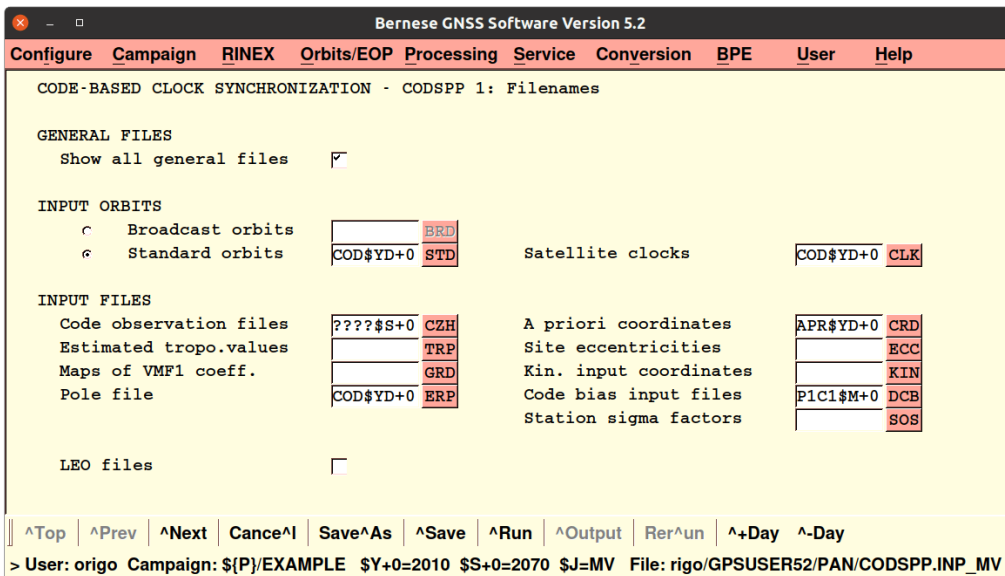 Bernese GNSS Software Version 5.2
Configure Campaign RINEX Orbits/EOP Processing Service Conversion BPE User Help
CODE-BASED CLOCK SYNCHRONIZATION - CODSPP 1: Filenames
GENERAL FILES
Show all general files
INPUT ORBITS
Broadcast orbits BRD
Standard orbits COD$YD+0 STD Satellite clocks COD$YD+0 CLK
INPUT FILES
Code observation files ????$S+0 CZH A priori coordinates APR$YD+0 CRD
Estimated tropo.values TRP Site eccentricities ECC
Maps of VMF1 coeff. GRD Kin. input coordinates KIN
Pole file COD$YD+0 ERP Code bias input files P1C1$M+0 DCB
Station sigma factors SOS
LEO files
^Top ^Prev ^Next Cance^l Save^As ^Save ^Run ^Output Rer^un ^+Day ^-Day
> User: origo Campaign: ${P}/EXAMPLE $Y+0=2010 $S+0=2070 $J=MV File: rigo/GPSUSER52/PAN/CODSPP.INP_MV